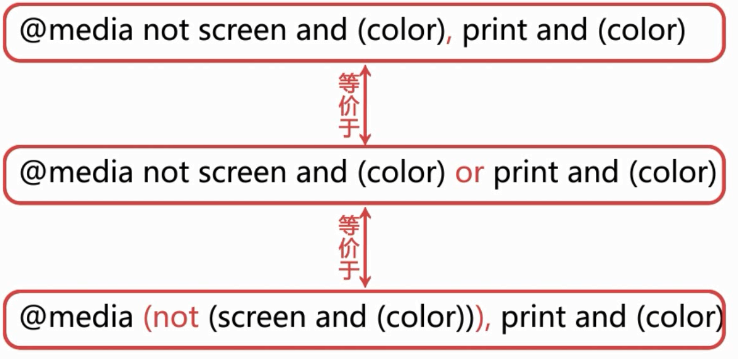 @media not screen and (color), print and (color)
等价于
@media not screen and (color) or print and (color)
等价于
@media (not (screen and (color))), print and (color)